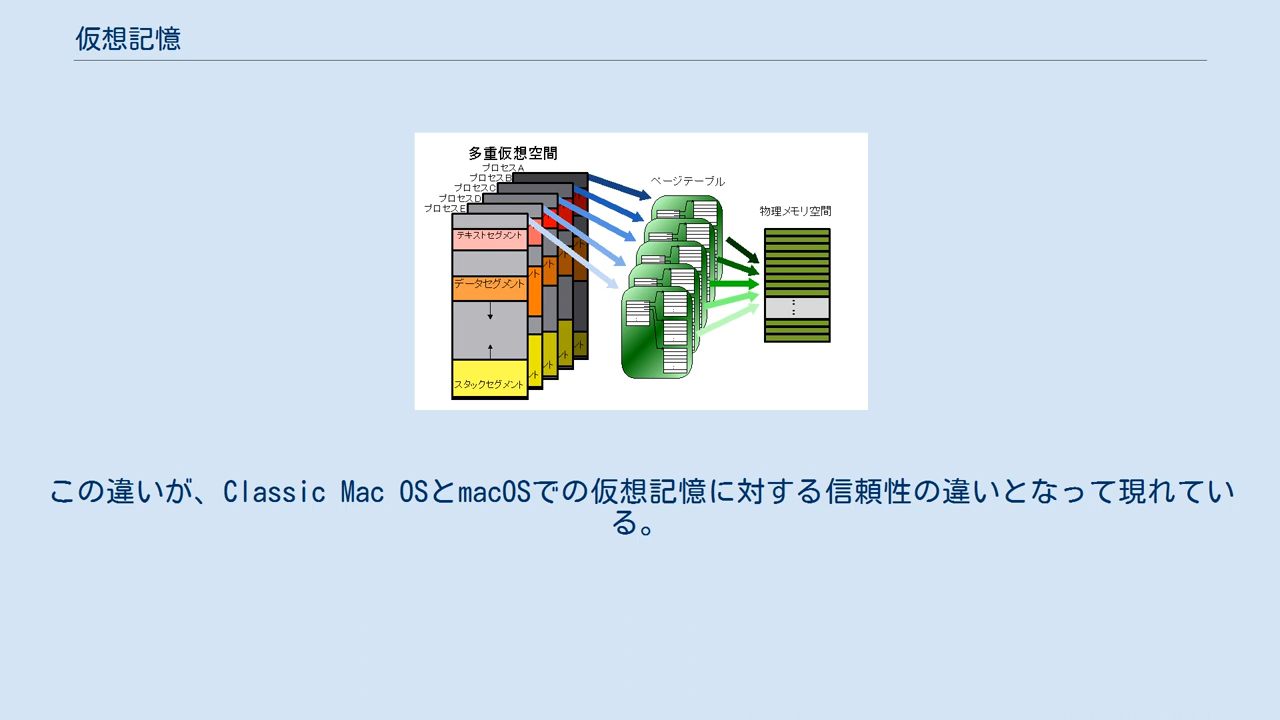 仮想記憶
多重仮想空間
プロセスA
プロセスB
プロセスC
プロセスD
プロセスE
テキストセグメント
データセグメント
スタックセグメント
ページテーブル
物理メモリ空間
この違いが、Classic Mac OSとmacOSでの仮想記憶に対する信頼性の違いとなって現れてい
る。